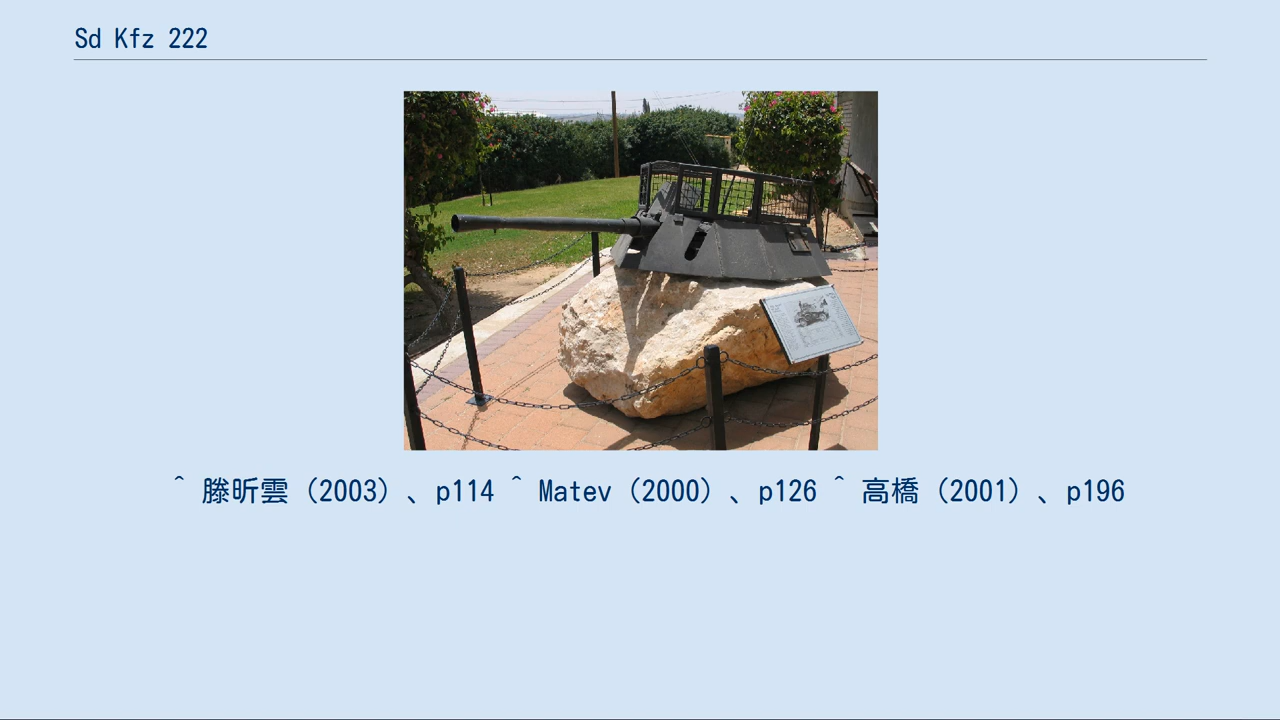 Sd Kfz 222
^ 滕昕雲（2003）、p114 ^ Matev（2000）、p126 ^ 高橋（2001）、p196